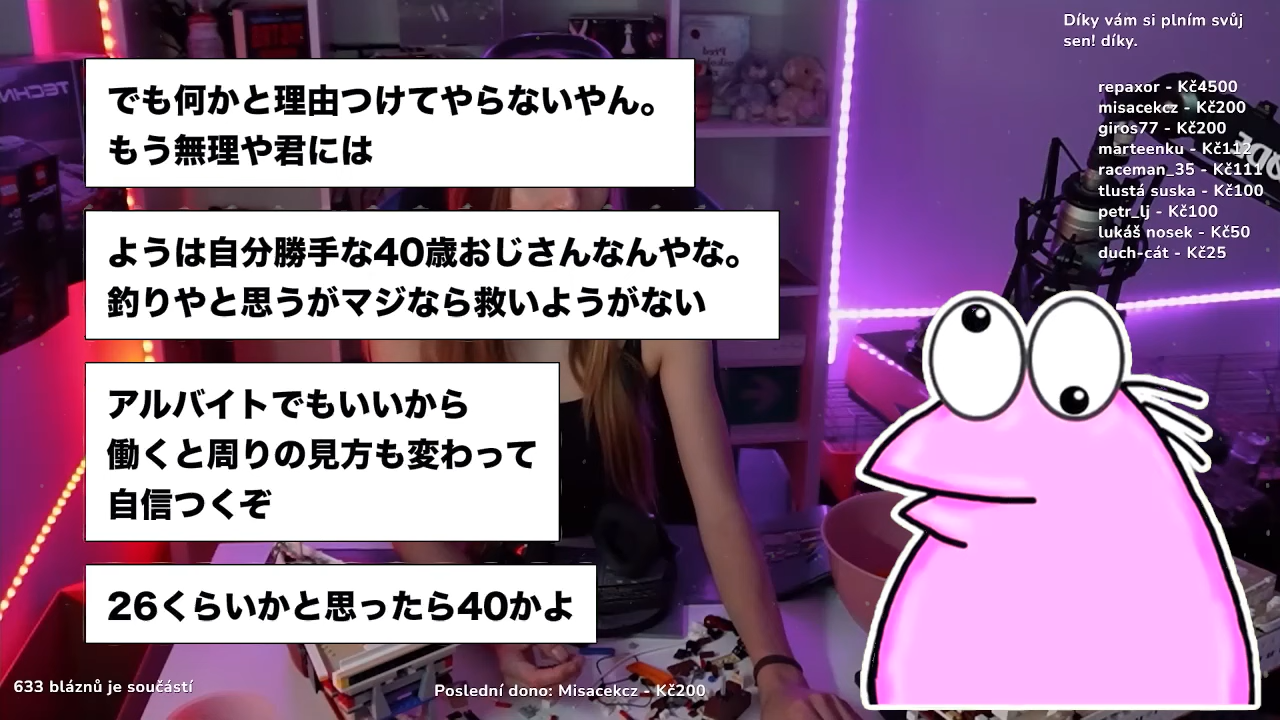 でも何かと理由つけてやらないやん。
もう無理や君には
ようは自分勝手な40歳おじさんなんやな。
釣りやと思うがマジなら救いようがない
アルバイトでもいいから
働くと周りの見方も変わって
自信つくぞ
26くらいかと思ったら40かよ
Díky vám si plním svůj
sen! díky.
repaxor - Kč4500
misacekcz - Kč200
giros77 - Kč200
marteenku - Kč112
raceman_35 - Kč111
tlustá suska - Kč100
petr_lj - Kč100
lukáš nosek - Kč50
duch-cát - Kč25
633 bláznů je součástí
Poslední dono: Misacekcz - Kč200